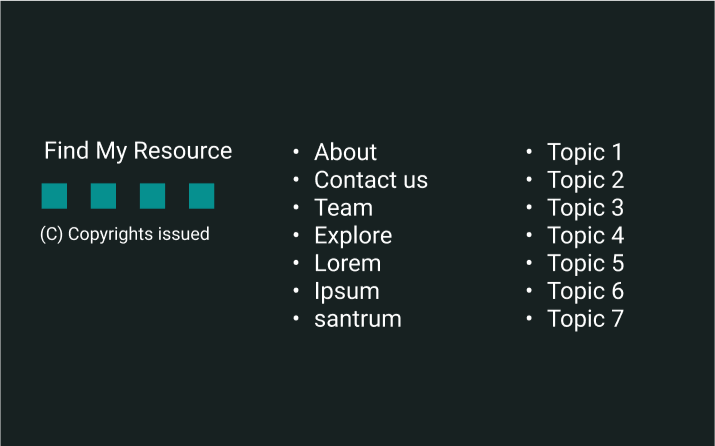 Find My Resource
(C) Copyrights issued
• About
• Contact us
• Team
• Explore
• Lorem
• Ipsum
• santrum
• Topic 1
• Topic 2
• Topic 3
• Topic 4
• Topic 5
• Topic 6
• Topic 7